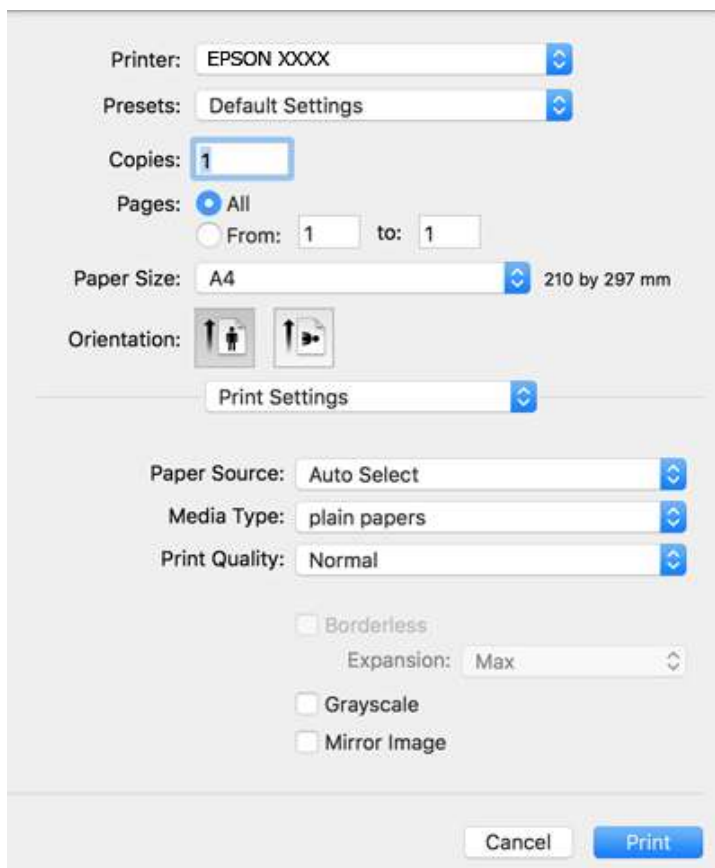 Printer: EPSON XXXX
Presets: Default Settings
Copies: 1
Pages: All
From: 1 to: 1
Paper Size: A4 210 by 297 mm
Orientation:
Print Settings
Paper Source: Auto Select
Media Type: plain papers
Print Quality: Normal
Borderless
Expansion: Max
Grayscale
Mirror Image
Cancel Print